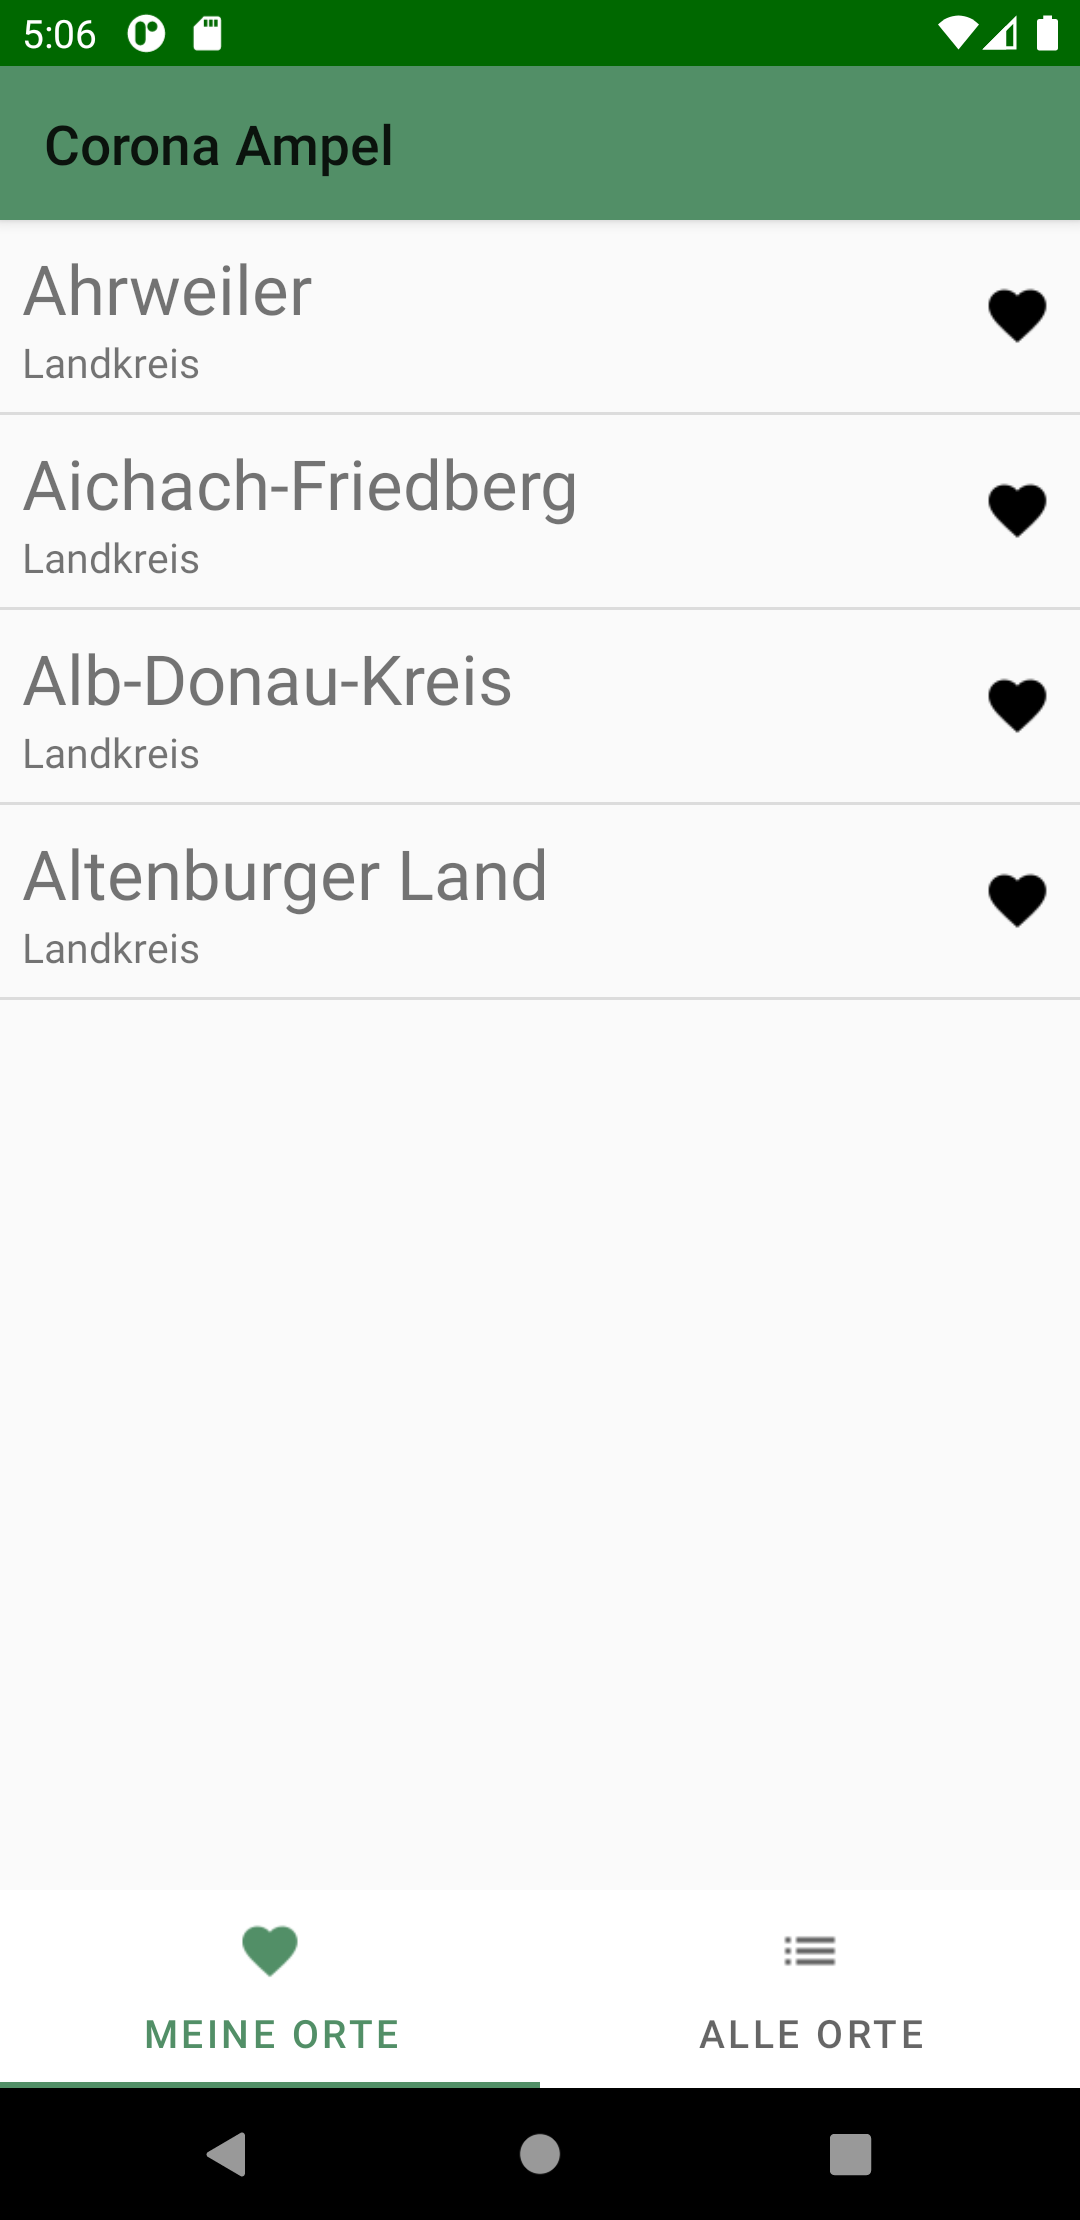 5:06
Corona Ampel
Ahrweiler
Landkreis
Aichach-Friedberg
Landkreis
Alb-Donau-Kreis
Landkreis
Altenburger Land
Landkreis
MEINE ORTE
ALLE ORTE